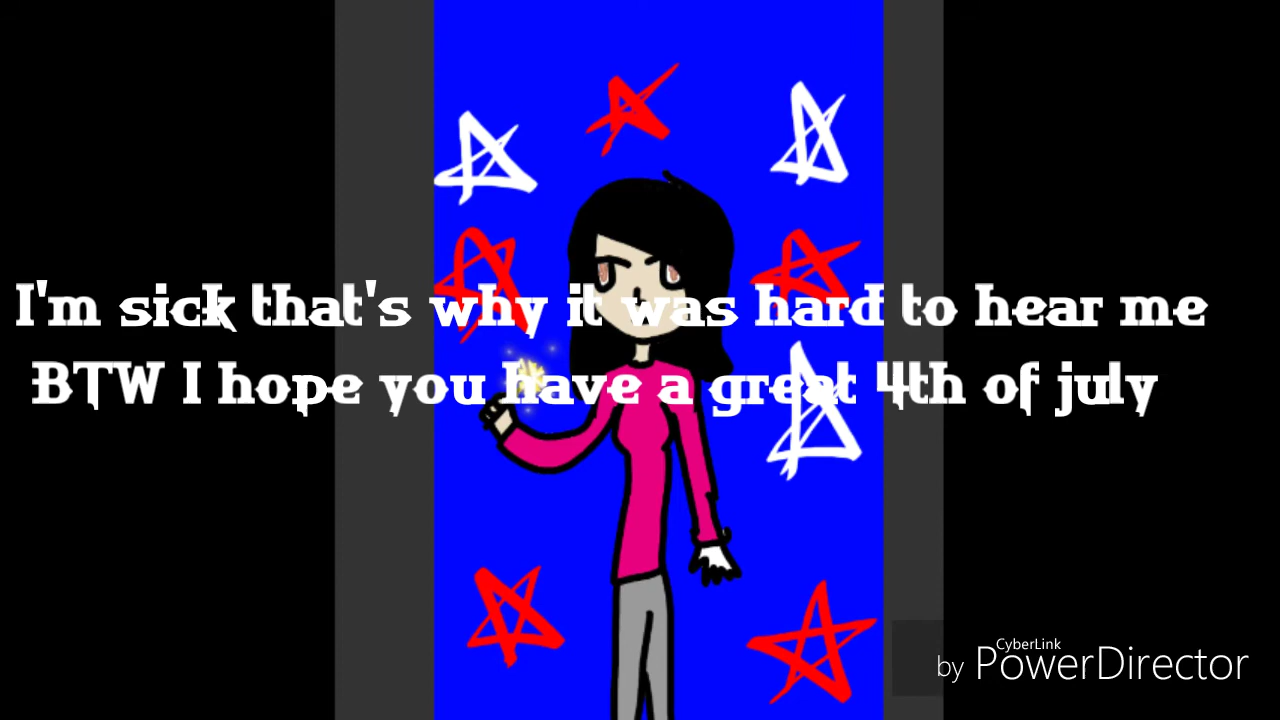 I'm sick that's why it was hard to hear me
BTW I hope you have a great 4th of july
CyberLink
by PowerDirector